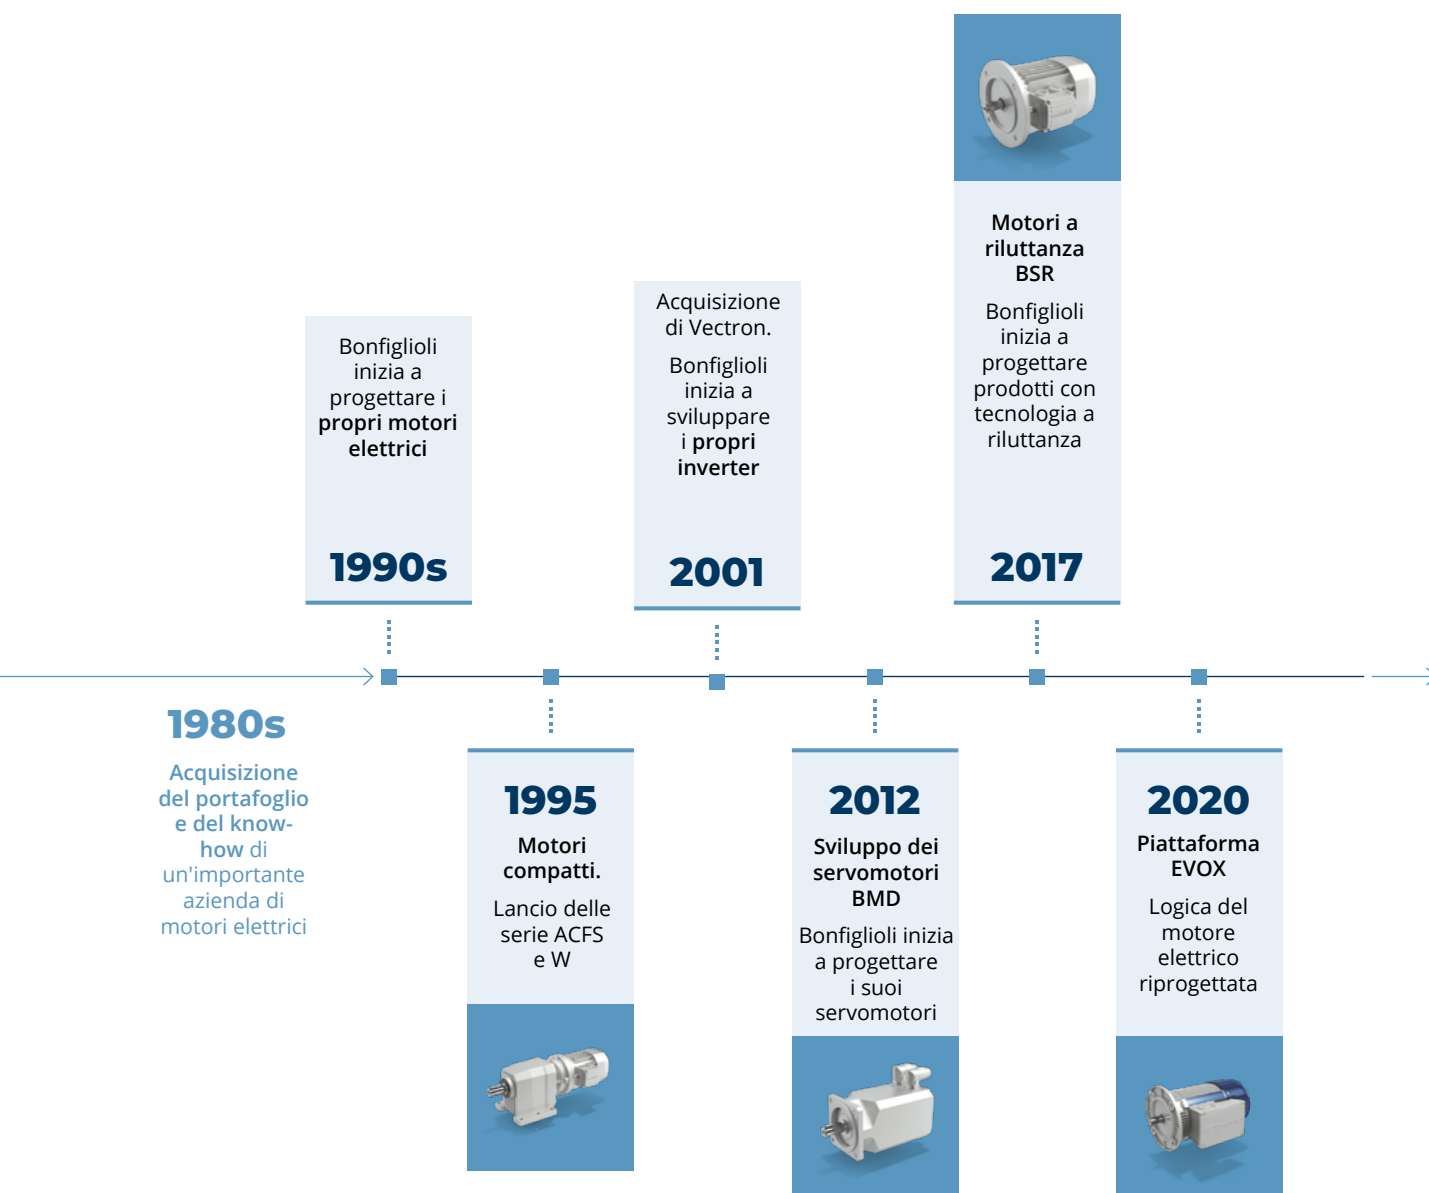 1980s
Acquisizione
del portafoglio
e del know-
how di
un'importante
azienda di
motori elettrici
Bonfiglioli
inizia a
progettare i
propri motori
elettrici
1990s
1995
Motori
compatti.
Lancio delle
serie ACFS
e W
Acquisizione
di Vectron.
Bonfiglioli
inizia a
sviluppare
i propri
inverter
2001
2012
Sviluppo dei
servomotori
BMD
Bonfiglioli inizia
a progettare
i suoi
servomotori
Motori a
riluttanza
BSR
Bonfiglioli
inizia a
progettare
prodotti con
tecnologia a
riluttanza
2017
2020
Piattaforma
EVOX
Logica del
motore
elettrico
riprogettata